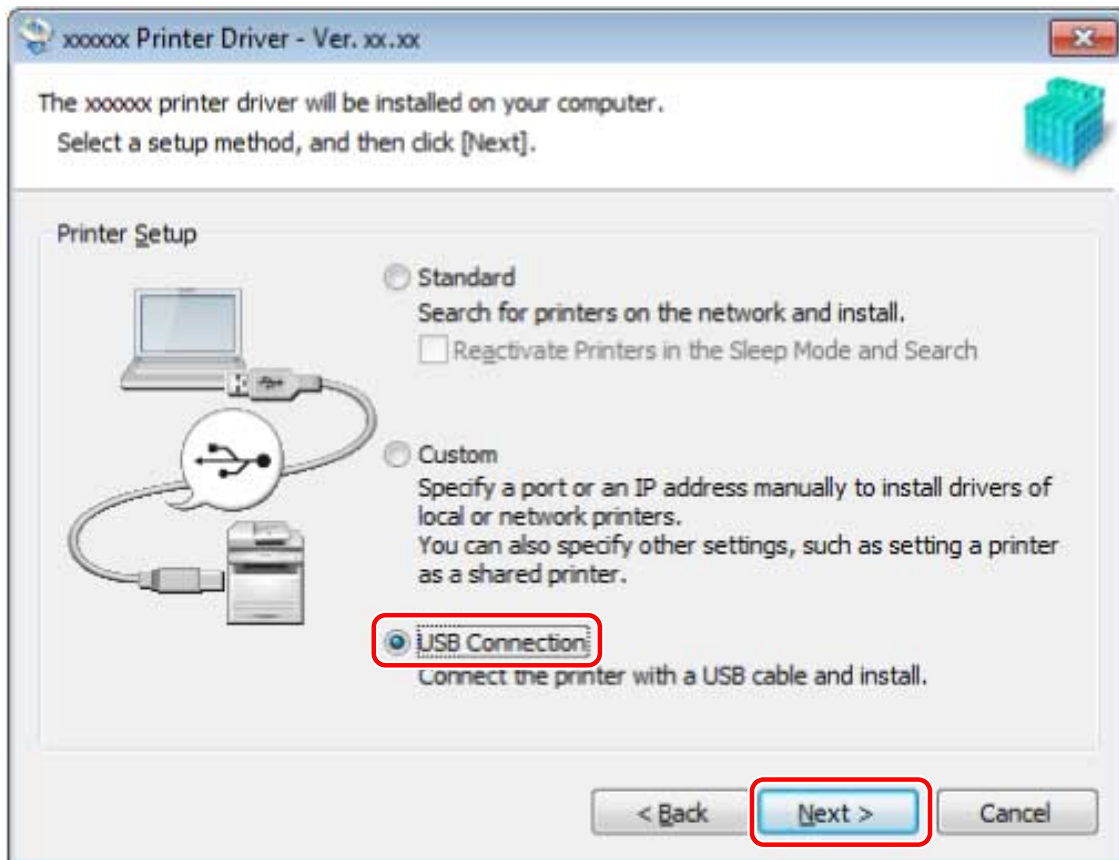 xxxxxx Printer Driver - Ver. xx.xx
The xxxxxx printer driver will be installed on your computer.
Select a setup method, and then click [Next].
Printer Setup
Standard
Search for printers on the network and install.
Reactivate Printers in the Sleep Mode and Search
Custom
Specify a port or an IP address manually to install drivers of
local or network printers.
You can also specify other settings, such as setting a printer
as a shared printer.
USB Connection
Connect the printer with a USB cable and install.
< Back
Next >
Cancel